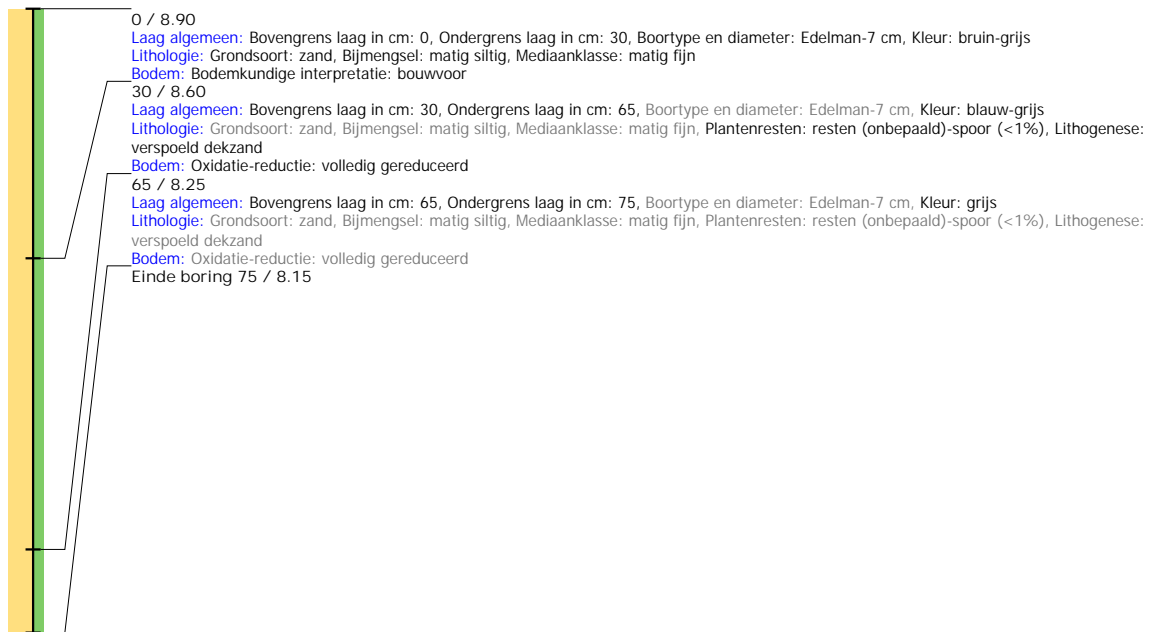 0 / 8.90
Laag algemeen: Bovengrens laag in cm: 0, Ondergrens laag in cm: 30, Boortype en diameter: Edelman-7 cm, Kleur: bruin-grijs
Lithologie: Grondsoort: zand, Bijmengsel: matig siltig, Mediaanklasse: matig fijn
Bodem: Bodemkundige interpretatie: bouwvoor
30 / 8.60
Laag algemeen: Bovengrens laag in cm: 30, Ondergrens laag in cm: 65, Boortype en diameter: Edelman-7 cm, Kleur: blauw-grijs
Lithologie: Grondsoort: zand, Bijmengsel: matig siltig, Mediaanklasse: matig fijn, Plantenresten: resten (onbepaald)-spoor (<1%), Lithogenese:
verspoeld dekzand
Bodem: Oxidatie-reductie: volledig gereduceerd
65 / 8.25
Laag algemeen: Bovengrens laag in cm: 65, Ondergrens laag in cm: 75, Boortype en diameter: Edelman-7 cm, Kleur: grijs
Lithologie: Grondsoort: zand, Bijmengsel: matig siltig, Mediaanklasse: matig fijn, Plantenresten: resten (onbepaald)-spoor (<1%), Lithogenese:
verspoeld dekzand
Bodem: Oxidatie-reductie: volledig gereduceerd
Einde boring 75 / 8.15